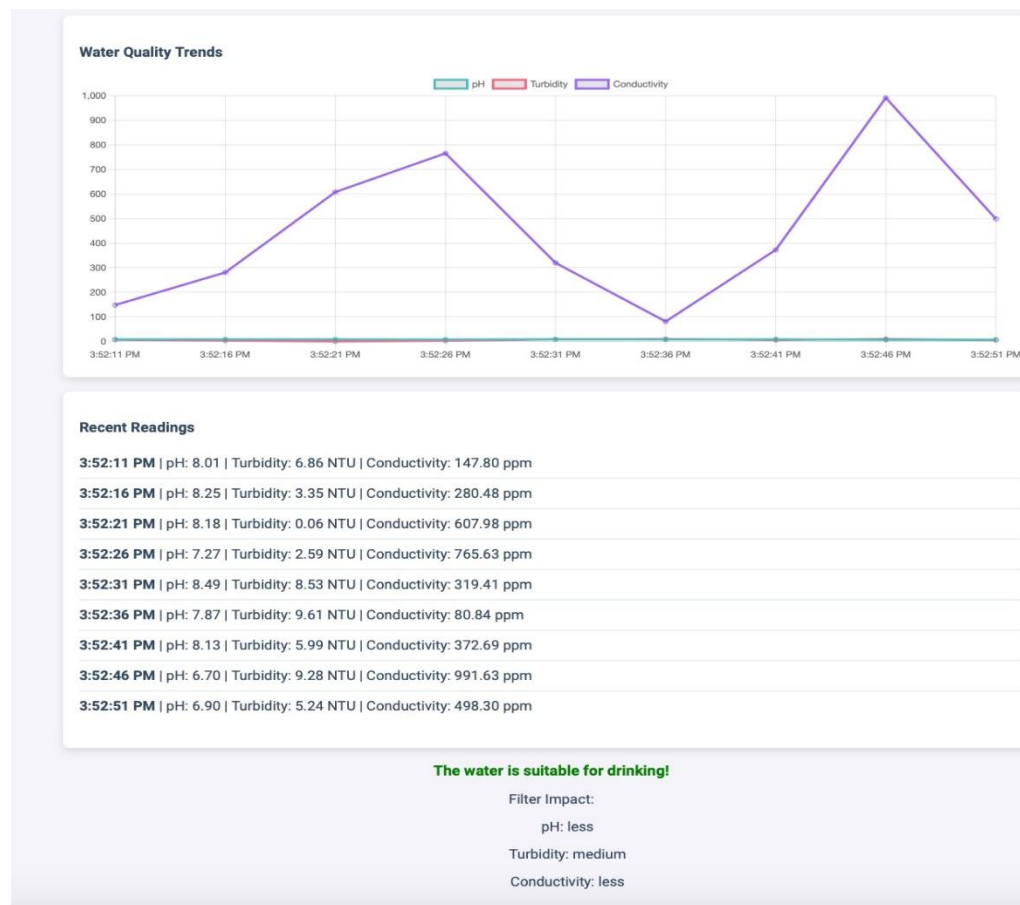 Water Quality Trends
pH Turbidity Conductivity
1,000
900
800
700
600
500
400
300
200
100
0
3:52:11 PM 3:52:16 PM 3:52:21 PM 3:52:26 PM 3:52:31 PM 3:52:36 PM 3:52:41 PM 3:52:46 PM 3:52:51 PM
Recent Readings
3:52:11 PM | pH: 8.01 | Turbidity: 6.86 NTU | Conductivity: 147.80 ppm
3:52:16 PM | pH: 8.25 | Turbidity: 3.35 NTU | Conductivity: 280.48 ppm
3:52:21 PM | pH: 8.18 | Turbidity: 0.06 NTU | Conductivity: 607.98 ppm
3:52:26 PM | pH: 7.27 | Turbidity: 2.59 NTU | Conductivity: 765.63 ppm
3:52:31 PM | pH: 8.49 | Turbidity: 8.53 NTU | Conductivity: 319.41 ppm
3:52:36 PM | pH: 7.87 | Turbidity: 9.61 NTU | Conductivity: 80.84 ppm
3:52:41 PM | pH: 8.13 | Turbidity: 5.99 NTU | Conductivity: 372.69 ppm
3:52:46 PM | pH: 6.70 | Turbidity: 9.28 NTU | Conductivity: 991.63 ppm
3:52:51 PM | pH: 6.90 | Turbidity: 5.24 NTU | Conductivity: 498.30 ppm
The water is suitable for drinking!
Filter Impact:
pH: less
Turbidity: medium
Conductivity: less